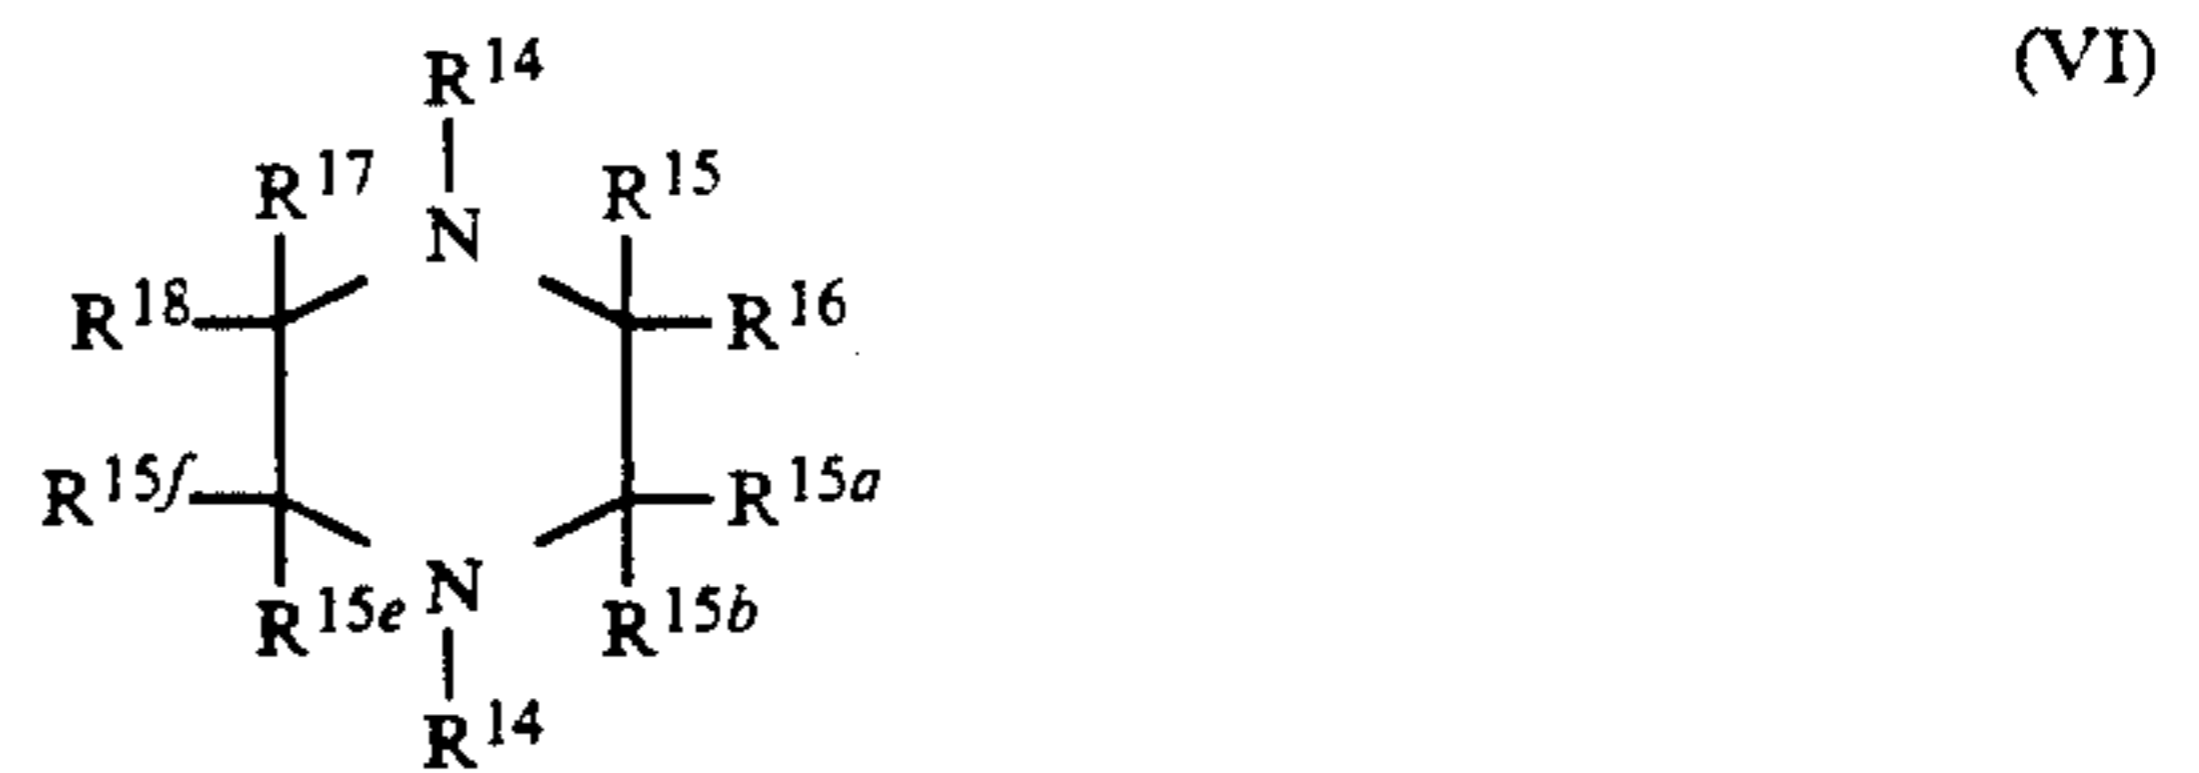 R14 (VI)
R17 N R15
R18 R16
R15f R15a
R15e N R15b
R14